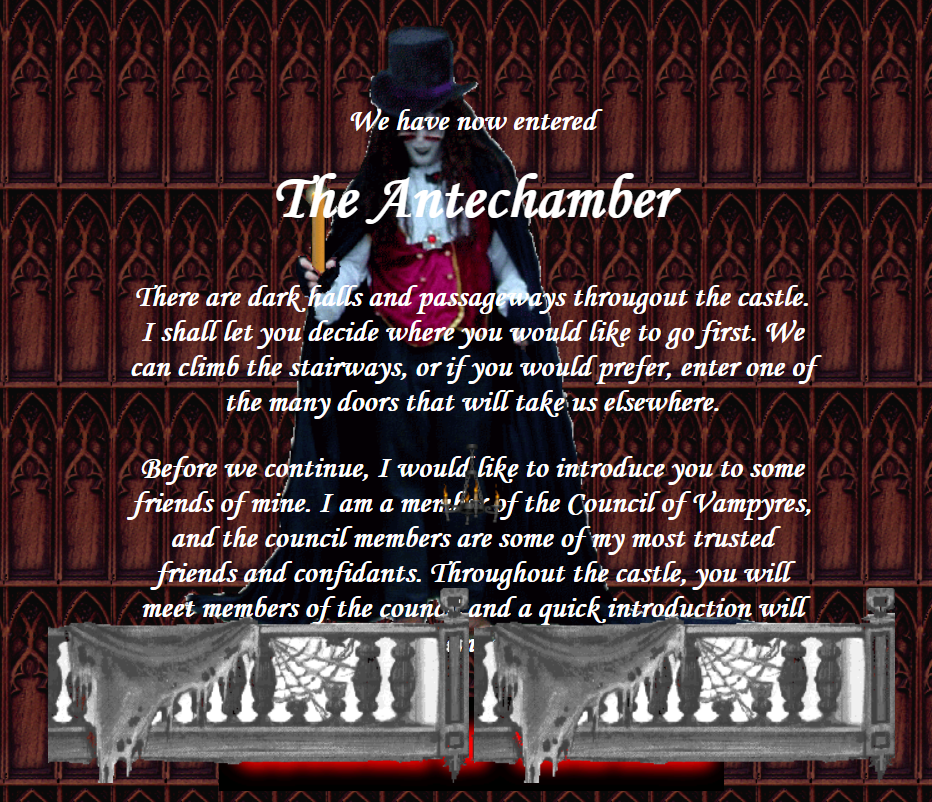 We have now entered
The Antechamber
There are dark halls and passageways througout the castle.
I shall let you decide where you would like to go first. We
can climb the stairways, or if you would prefer, enter one of
the many doors that will take us elsewhere.
Before we continue, I would like to introduce you to some
friends of mine. I am a member of the Council of Vampyres,
and the council members are some of my most trusted
friends and confidants. Throughout the castle, you will
meet members of the council and a quick introduction will